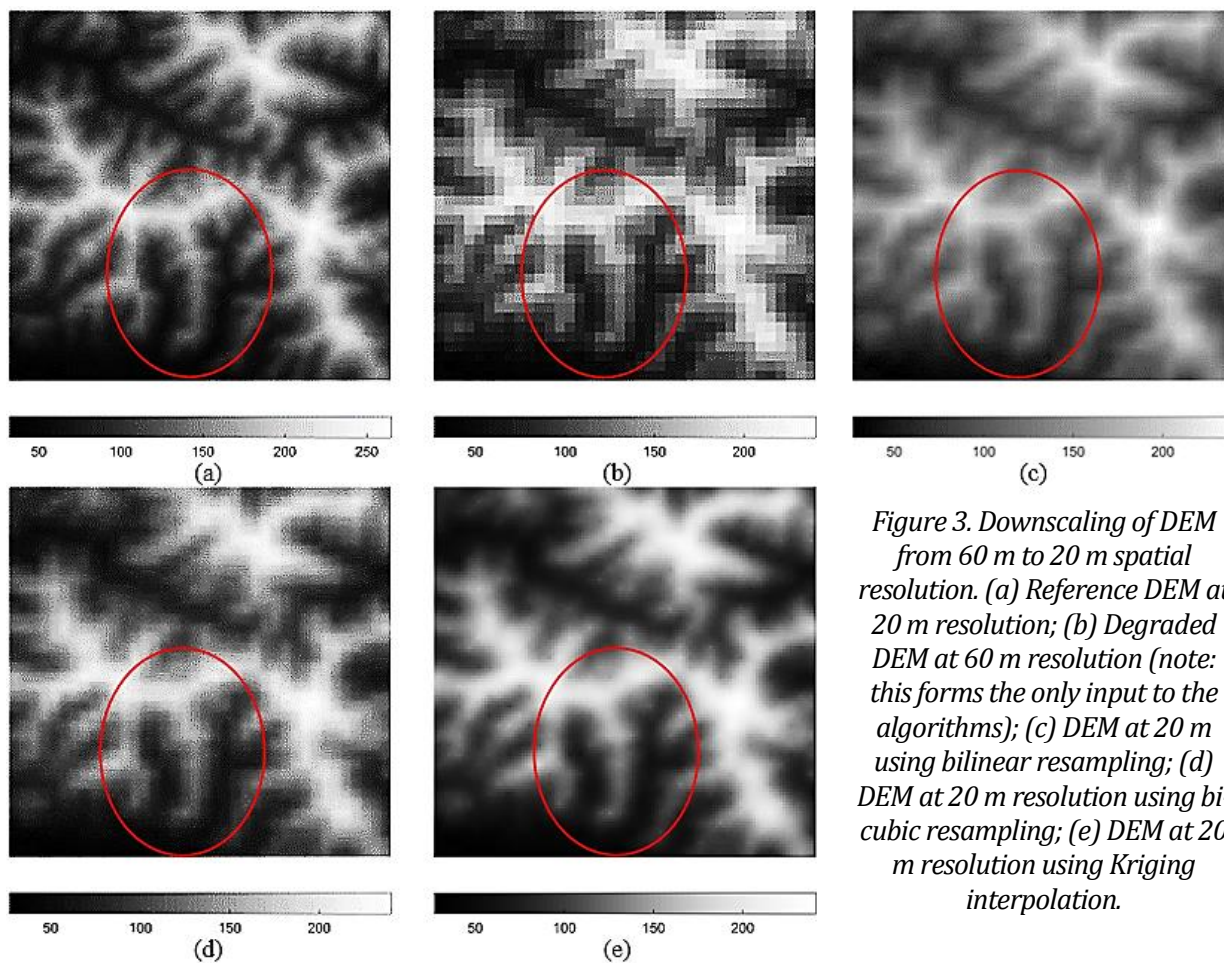 50 100 150 200 250
(a)
50 100 150 200
(b)
50 100 150 200
(c)
50 100 150 200
(d)
50 100 150 200
(e)
Figure 3. Downscaling of DEM
from 60 m to 20 m spatial
resolution. (a) Reference DEM at
20 m resolution; (b) Degraded
DEM at 60 m resolution (note:
this forms the only input to the
algorithms); (c) DEM at 20 m
using bilinear resampling; (d)
DEM at 20 m resolution using bi
cubic resampling; (e) DEM at 20
m resolution using Kriging
interpolation.